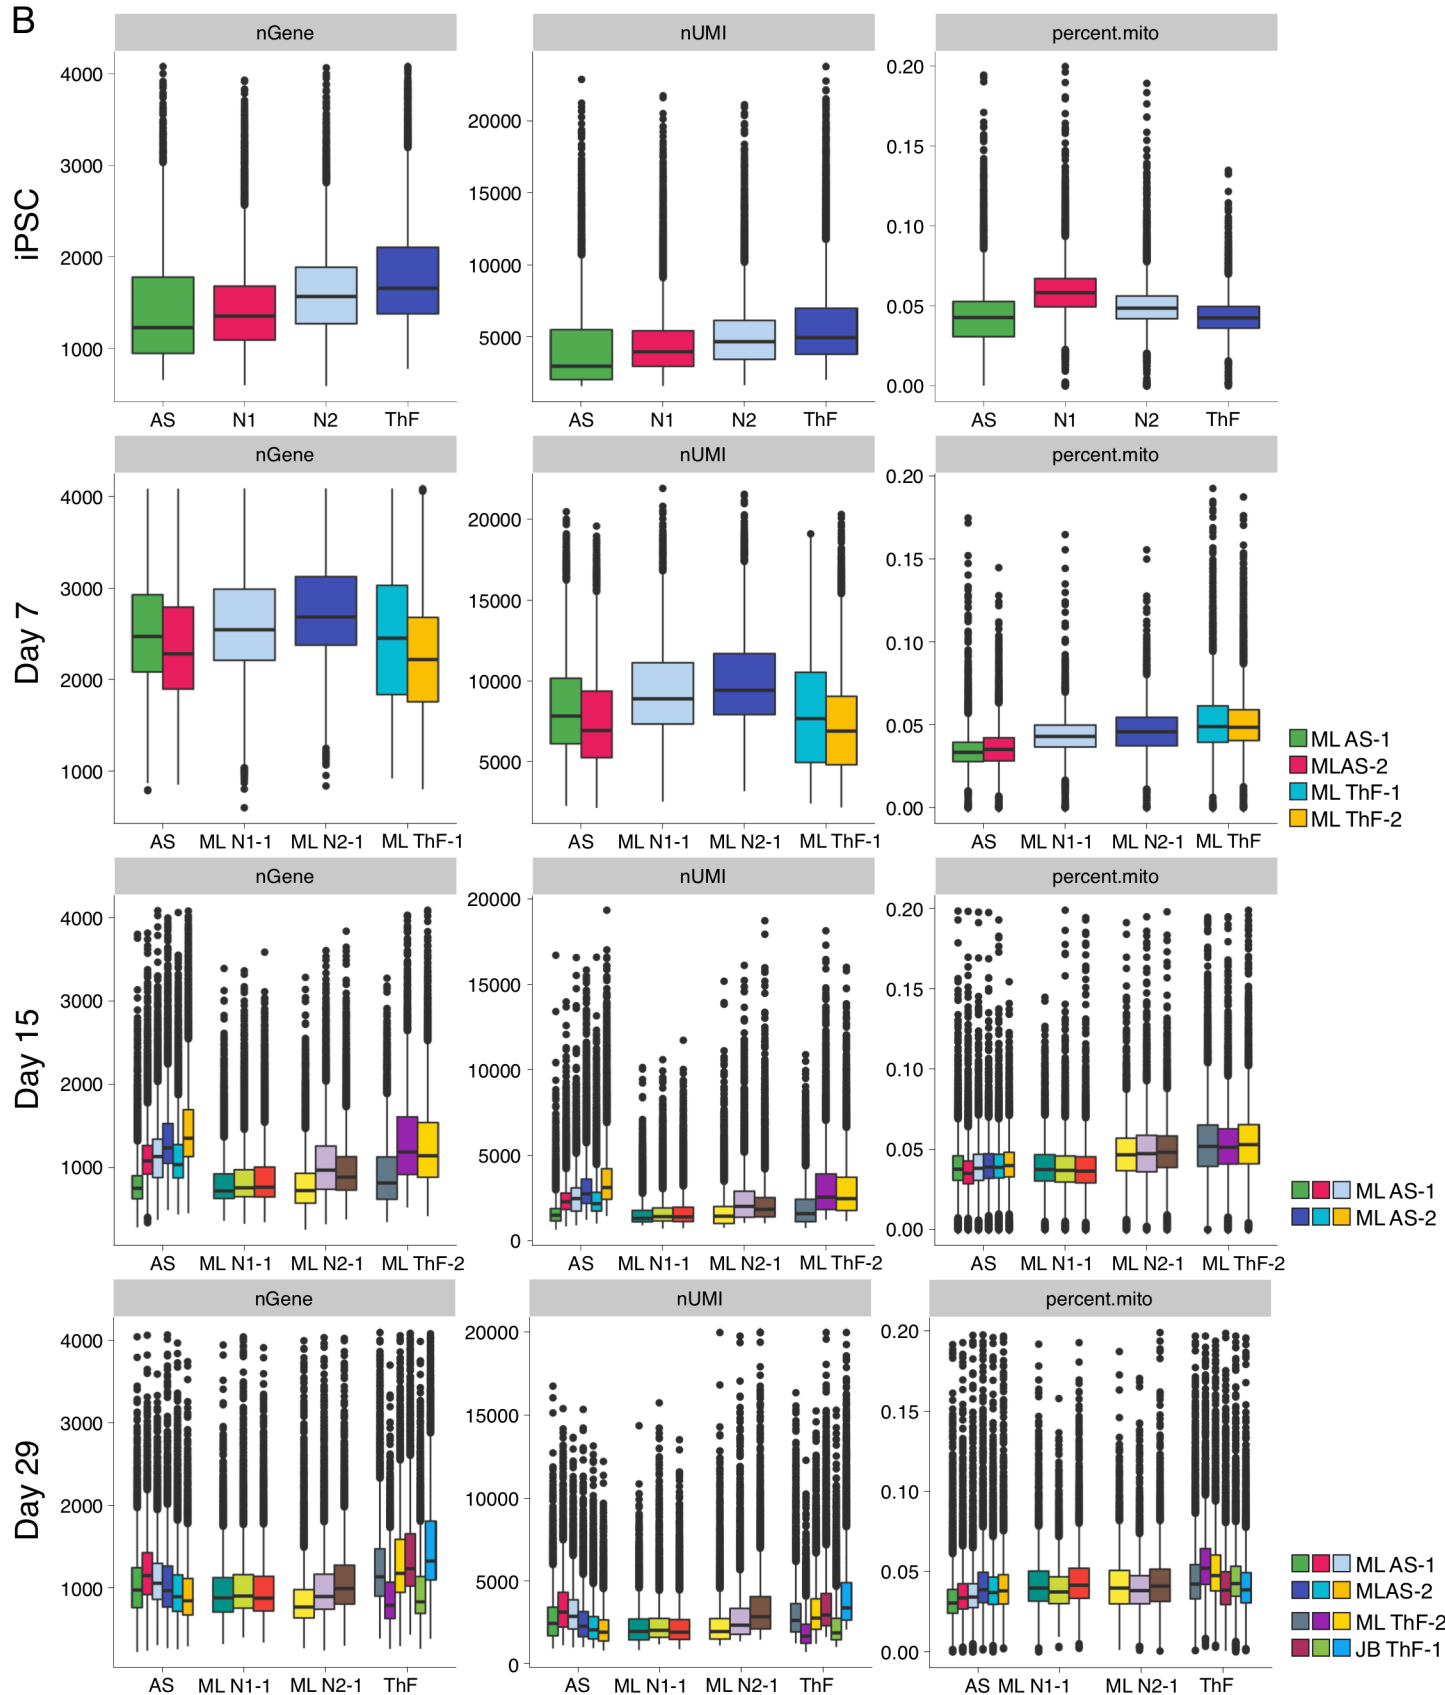 B
nGene
nUMI
percent.mito
iPSC
4000
3000
2000
1000
20000
15000
10000
5000
0.20
0.15
0.10
0.05
0.00
AS
N1
N2
ThF
AS
N1
N2
ThF
AS
N1
N2
ThF
nGene
nUMI
percent.mito
Day 7
4000
3000
2000
1000
20000
15000
10000
5000
0.20
0.15
0.10
0.05
0.00
AS
ML N1-1
ML N2-1
ML ThF-1
AS
ML N1-1
ML N2-1
ML ThF-1
AS
ML N1-1
ML N2-1
ML ThF
ML AS-1
MLAS-2
ML ThF-1
ML ThF-2
nGene
nUMI
percent.mito
Day 15
4000
3000
2000
1000
20000
15000
10000
5000
0
0.20
0.15
0.10
0.05
0.00
AS
ML N1-1
ML N2-1
ML ThF-2
AS
ML N1-1
ML N2-1
ML ThF-2
AS
ML N1-1
ML N2-1
ML ThF-2
ML AS-1
ML AS-2
nGene
nUMI
percent.mito
Day 29
4000
3000
2000
1000
20000
15000
10000
5000
0
0.20
0.15
0.10
0.05
0.00
AS
ML N1-1
ML N2-1
ThF
AS
ML N1-1
ML N2-1
ThF
AS
ML N1-1
ML N2-1
ThF
ML AS-1
MLAS-2
ML ThF-2
JB ThF-1